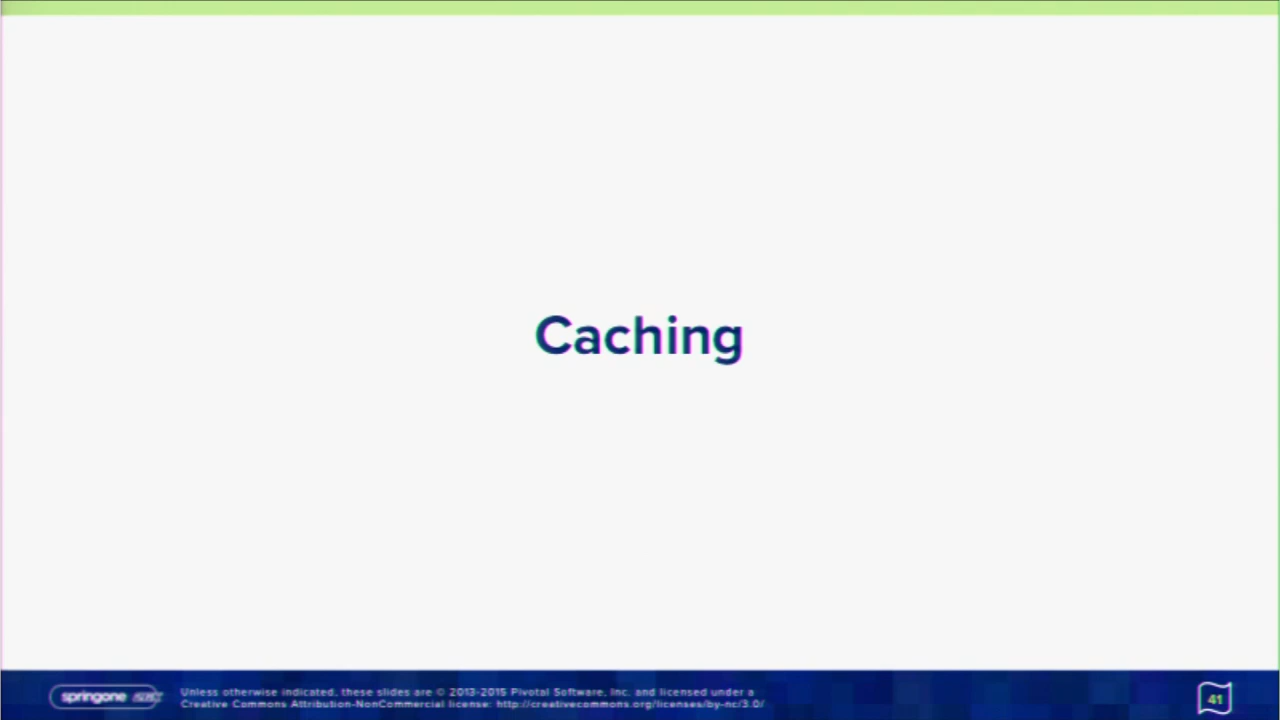 Caching
springone
Unless otherwise indicated, these slides are © 2013-2015 Pivotal Software, Inc. and licensed under a
Creative Commons Attribution-NonCommercial license: http://creativecommons.org/licenses/by-nc/3.0/
41